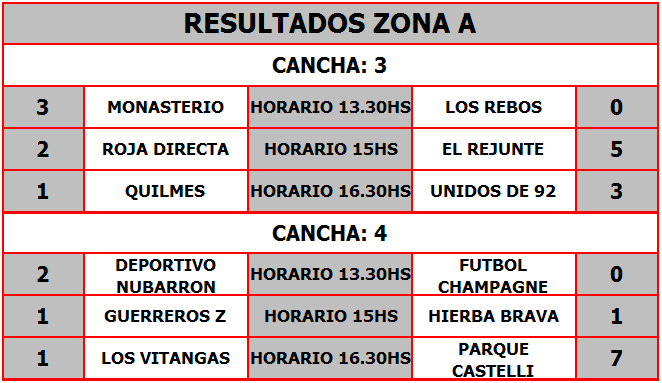 RESULTADOS ZONA A
CANCHA: 3
3 MONASTERIO HORARIO 13.30HS LOS REBOS 0
2 ROJA DIRECTA HORARIO 15HS EL REJUNTE 5
1 QUILMES HORARIO 16.30HS UNIDOS DE 92 3
CANCHA: 4
2 DEPORTIVO NUBARRON HORARIO 13.30HS FUTBOL CHAMPAGNE 0
1 GUERREROS Z HORARIO 15HS HIERBA BRAVA 1
1 LOS VITANGAS HORARIO 16.30HS PARQUE CASTELLI 7